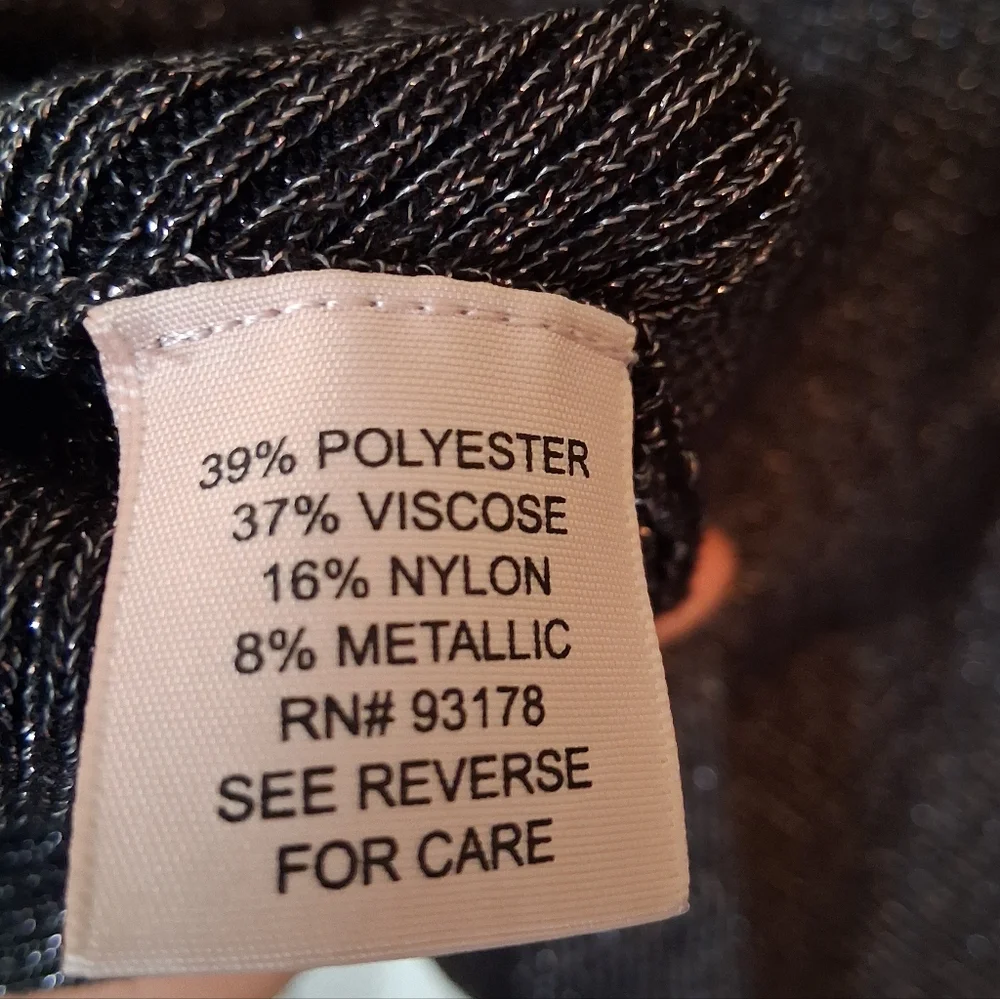 39% POLYESTER
37% VISCOSE
16% NYLON
8% METALLIC
RN# 93178
SEE REVERSE
FOR CARE